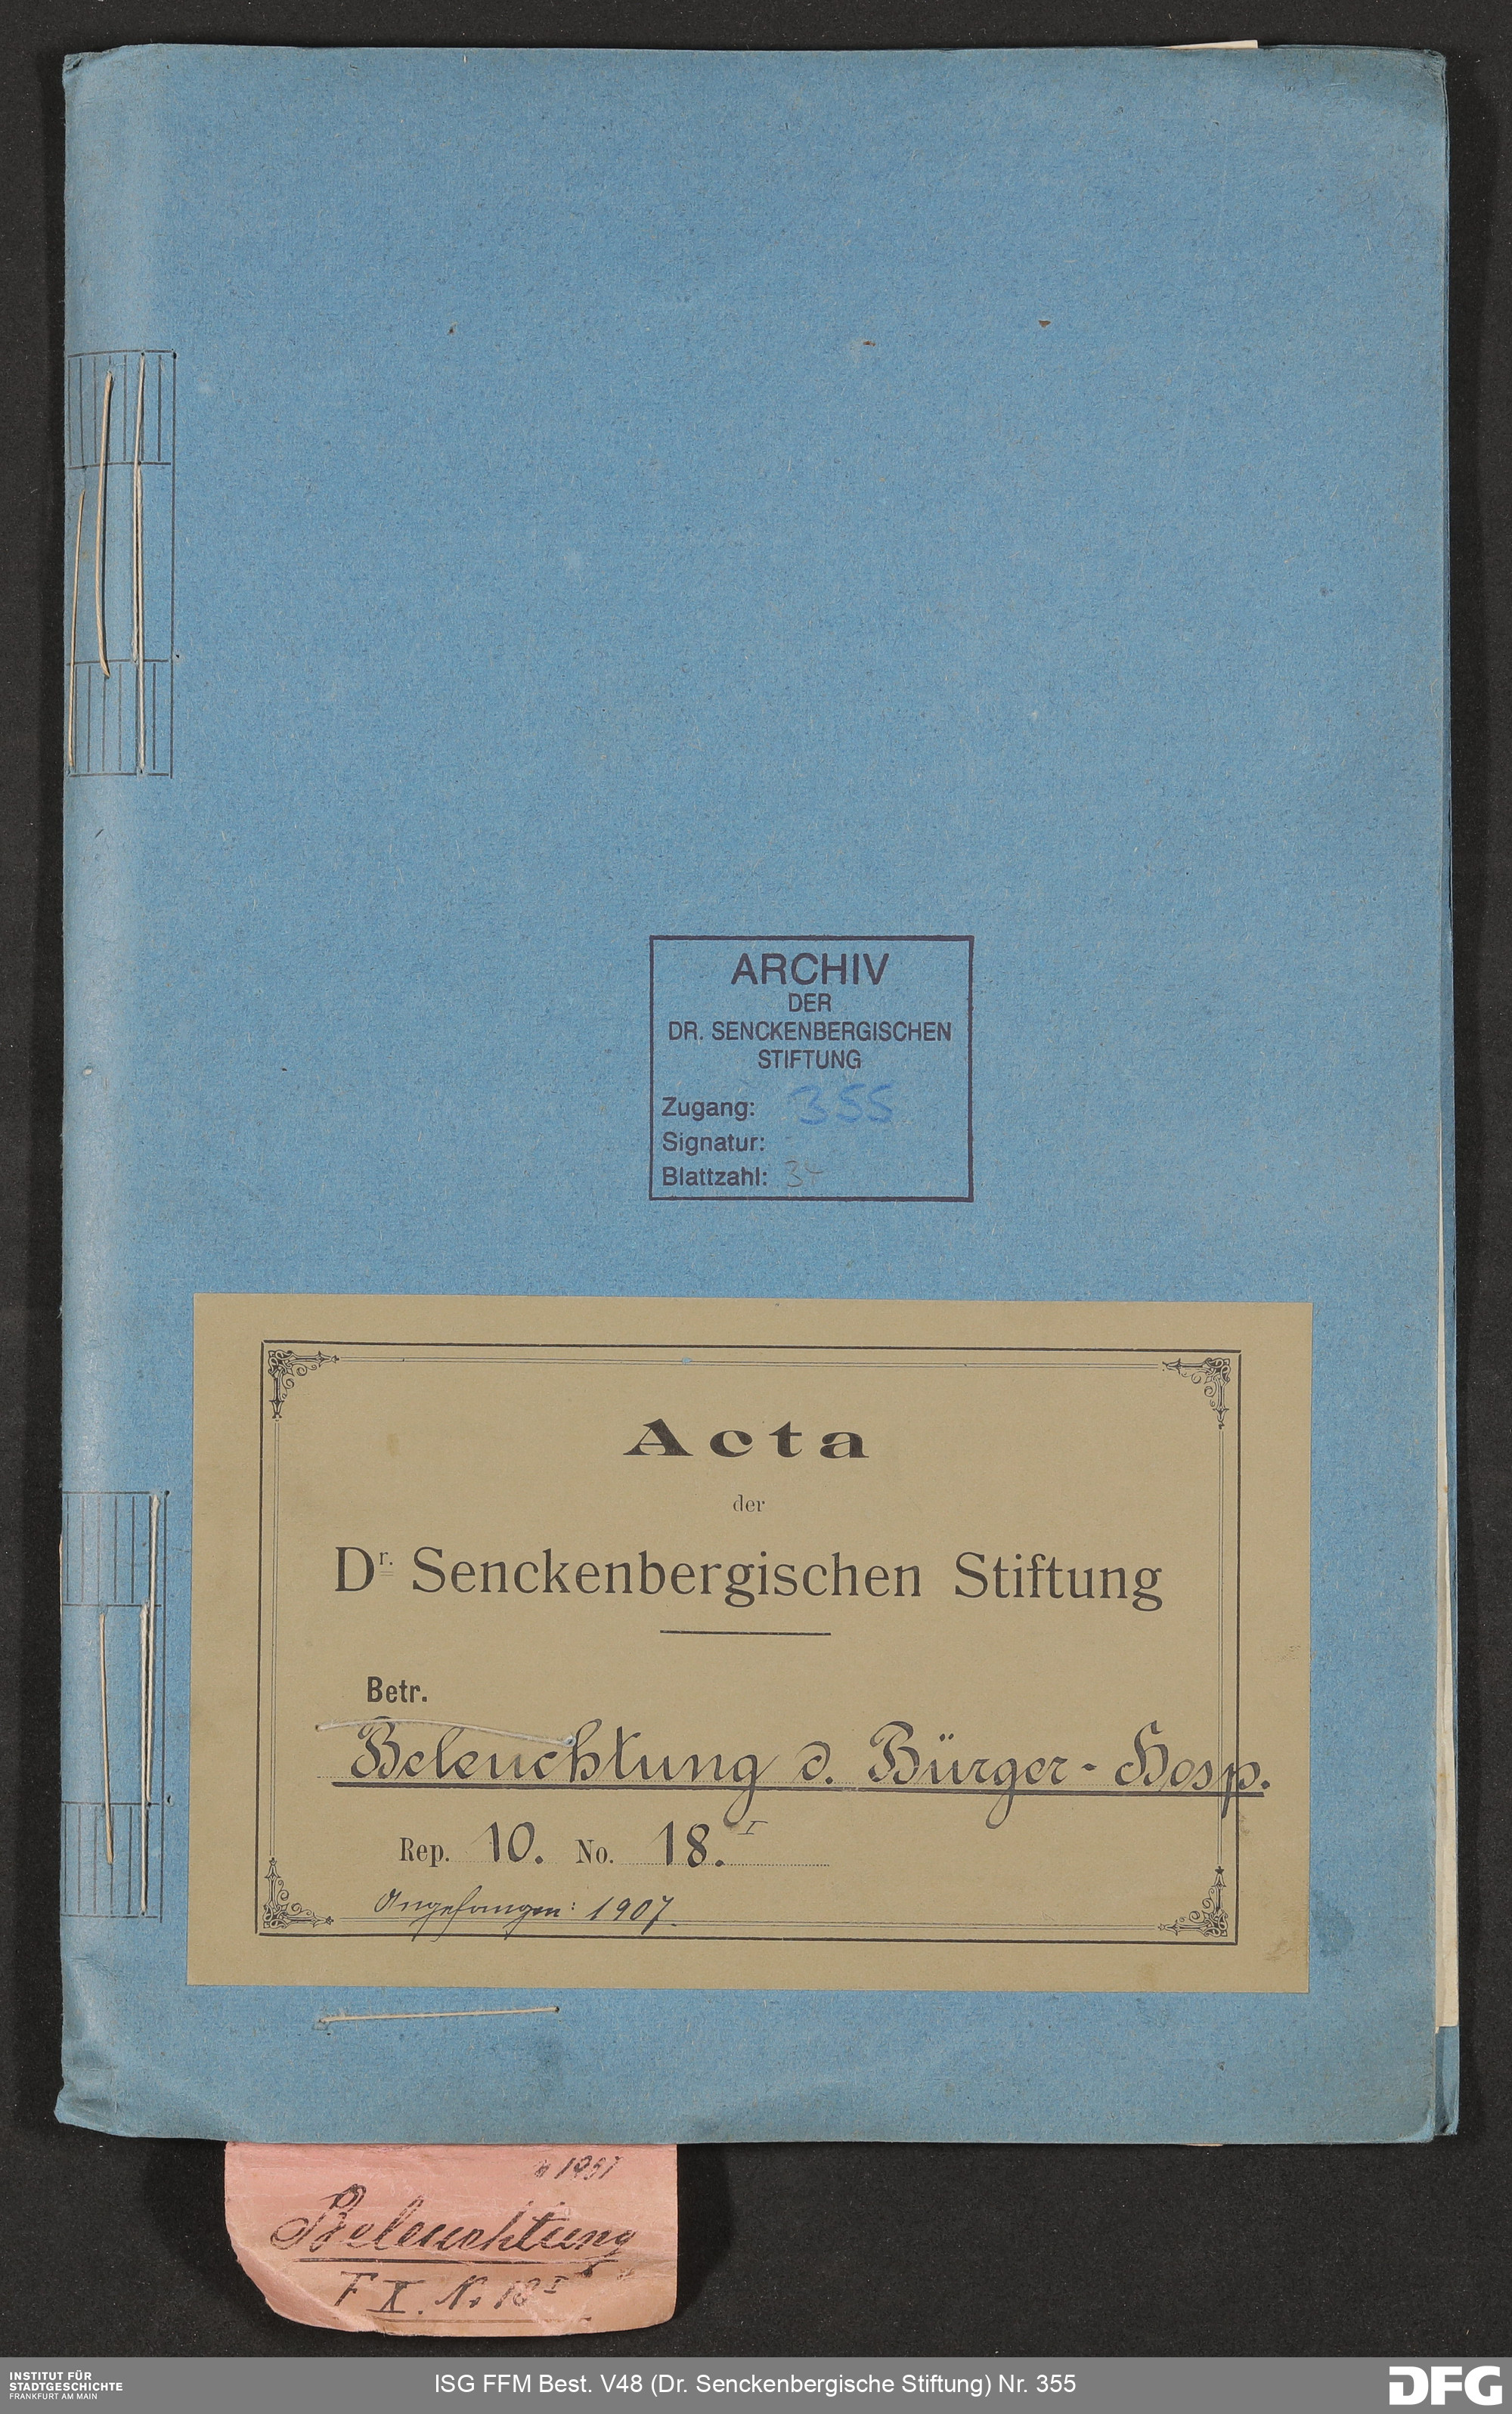 ARCHIV
DER
DR. SENCKENBERGISCHEN
STIFTUNG
Zugang: 355
Signatur:
Blattzahl:
Acta
der
Dr. Senckenbergischen Stiftung
Betr.
Beleuchtung d. Bürger-Hosp.
Rep. 10. No. 18. I
Angefangen: 1907
Beleuchtung
F X. No 18 I
INSTITUT FÜR
STADTGESCHICHTE
FRANKFURT AM MAIN
ISG FFM Best. V48 (Dr. Senckenbergische Stiftung) Nr. 355
DFG